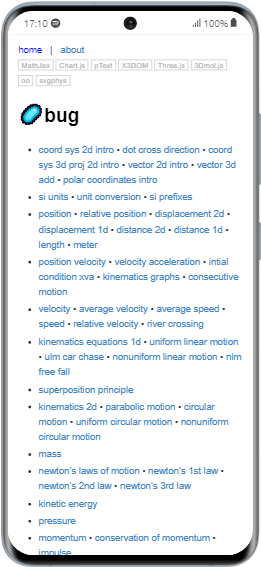 17:10 100%
home | about
MathJax Chart.js pText X3DOM Three.js 3Dmol.js
oo svgphys
bug
• coord sys 2d intro • dot cross direction • coord
sys 3d proj 2d intro • vector 2d intro • vector 3d
add • polar coordinates intro
• si units • unit conversion • si prefixes
• position • relative position • displacement 2d •
displacement 1d • distance 2d • distance 1d •
length • meter
• position velocity • velocity acceleration • intial
condition xva • kinematics graphs • consecutive
motion
• velocity • average velocity • average speed •
speed • relative velocity • river crossing
• kinematics equations 1d • uniform linear motion
• ulm car chase • nonuniform linear motion • nlm
free fall
• superposition principle
• kinematics 2d • parabolic motion • circular
motion • uniform circular motion • nonuniform
circular motion
• mass
• newton's laws of motion • newton's 1st law •
newton's 2nd law • newton's 3rd law
• kinetic energy
• pressure
• momentum • conservation of momentum •
impulse